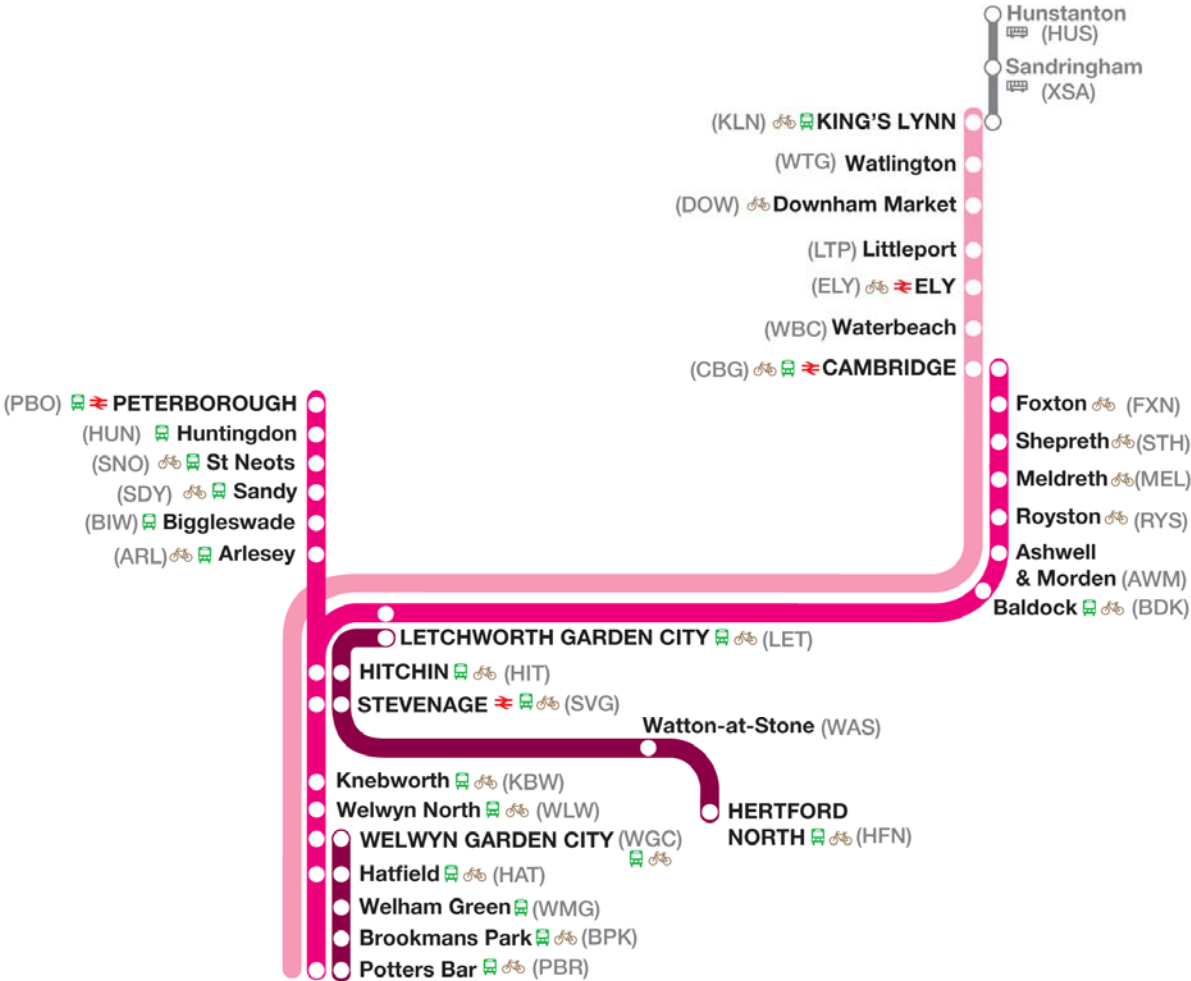 Hunstanton
(HUS)
Sandringham
(XSA)
(KLN) KING'S LYNN
(WTG) Watlington
(DOW) Downham Market
(LTP) Littleport
(ELY) ELY
(WBC) Waterbeach
(CBG) CAMBRIDGE
(PBO) PETERBOROUGH
(HUN) Huntingdon
(SNO) St Neots
(SDY) Sandy
(BIW) Biggleswade
(ARL) Arlesey
Foxton (FXN)
Shepreth (STH)
Meldreth (MEL)
Royston (RYS)
Ashwell
& Morden (AWM)
Baldock (BDK)
LETCHWORTH GARDEN CITY (LET)
HITCHIN (HIT)
STEVENAGE (SVG)
Watton-at-Stone (WAS)
Knebworth (KBW)
Welwyn North (WLW)
HERTFORD
NORTH (HFN)
WELWYN GARDEN CITY (WGC)
Hatfield (HAT)
Welham Green (WMG)
Brookmans Park (BPK)
Potters Bar (PBR)